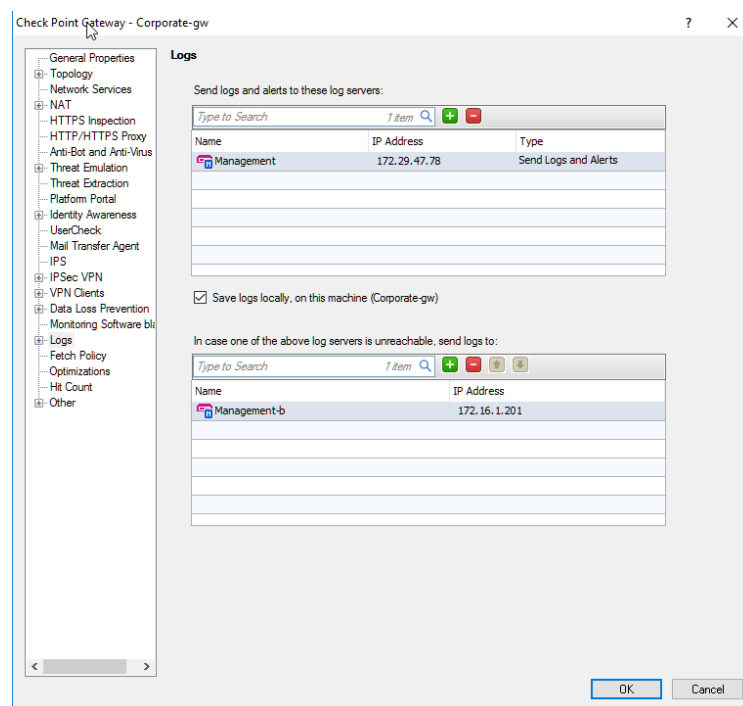 Check Point Gateway - Corporate-gw
General Properties
Topology
Network Services
NAT
HTTPS Inspection
HTTP/HTTPS Proxy
Anti-Bot and Anti-Virus
Threat Emulation
Threat Extraction
Platform Portal
Identity Awareness
UserCheck
Mail Transfer Agent
IPS
IPSec VPN
VPN Clients
Data Loss Prevention
Monitoring Software bla
Logs
Fetch Policy
Optimizations
Hit Count
Other
Logs
Send logs and alerts to these log servers:
Type to Search 1 item
Name IP Address Type
Management 172.29.47.78 Send Logs and Alerts
Save logs locally, on this machine (Corporate-gw)
In case one of the above log servers is unreachable, send logs to:
Type to Search 1 item
Name IP Address
Management-b 172.16.1.201
OK Cancel